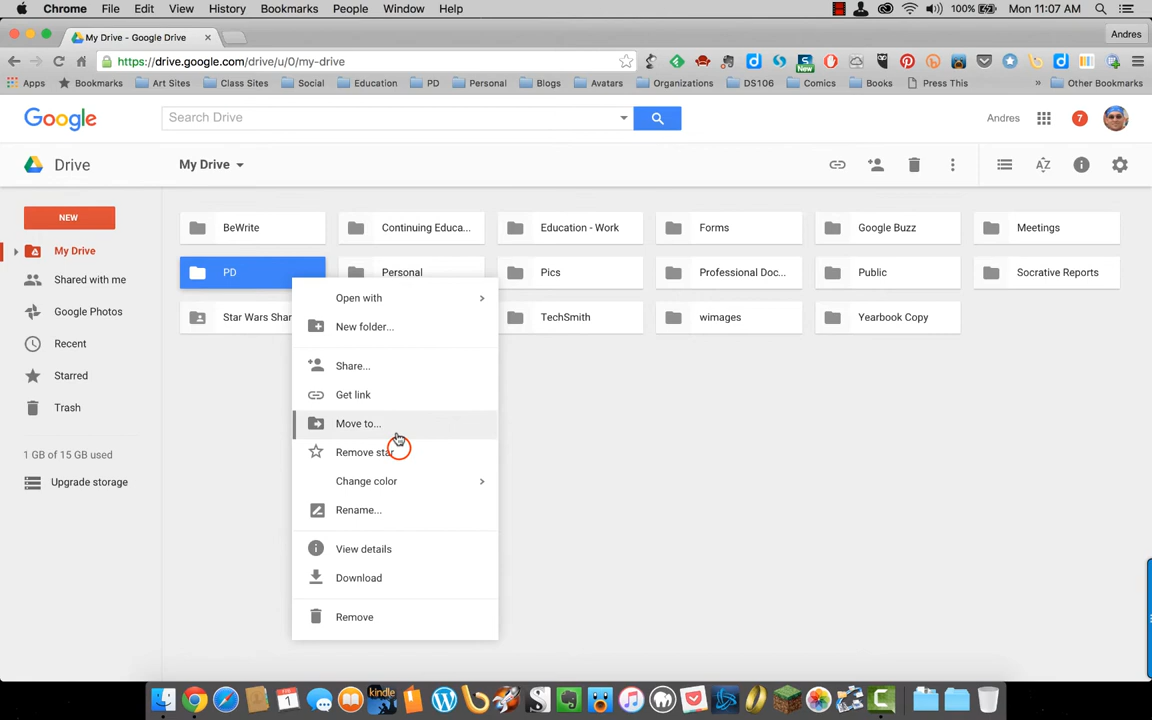 Chrome File Edit View History Bookmarks People Window Help 100% Mon 11:07 AM
My Drive - Google Drive × Andres
https://drive.google.com/drive/u/0/my-drive New
Apps Bookmarks Art Sites Class Sites Social Education PD Personal Blogs Avatars Organizations DS106 Comics Books Press This » Other Bookmarks
Google Search Drive Andres 7
Drive My Drive
NEW
My Drive
Shared with me
Google Photos
Recent
Starred
Trash
1 GB of 15 GB used
Upgrade storage
BeWrite Continuing Educa... Education - Work Forms Google Buzz Meetings
PD Personal Pics Professional Doc... Public Socrative Reports
Star Wars Shar TechSmith wimages Yearbook Copy
Open with
New folder...
Share...
Get link
Move to...
Remove star
Change color
Rename...
View details
Download
Remove
kindle
1